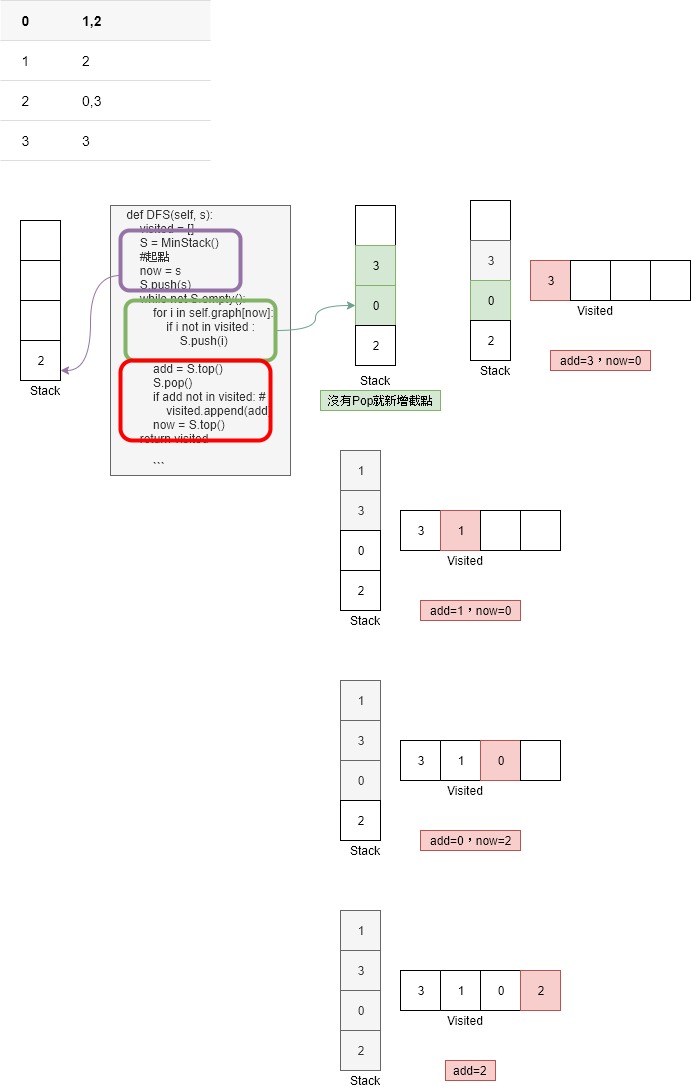 0 1,2
1 2
2 0,3
3 3
2
Stack
def DFS(self, s):
visited = []
S = MinStack()
#起點
now = s
S.push(s)
while not S.empty():
for i in self.graph[now]:
if i not in visited :
S.push(i)
add = S.top()
S.pop()
if add not in visited: #
visited.append(add
now = S.top()
return visited
```
3
0
2
Stack
沒有Pop就新增截點
3
0
2
Stack
3
Visited
add=3,now=0
1
3
0
2
Stack
3 1
Visited
add=1,now=0
1
3
0
2
Stack
3 1 0
Visited
add=0,now=2
1
3
0
2
Stack
3 1 0 2
Visited
add=2